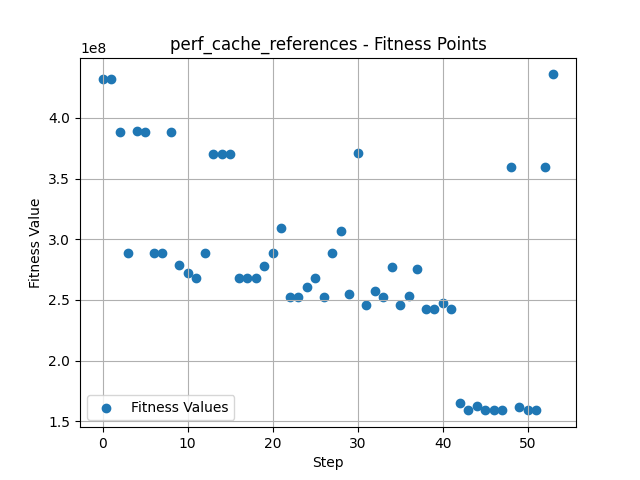 perf_cache_references - Fitness Points
1e8
4.0
3.5
3.0
2.5
2.0
1.5
Fitness Value
Fitness Values
0 10 20 30 40 50
Step